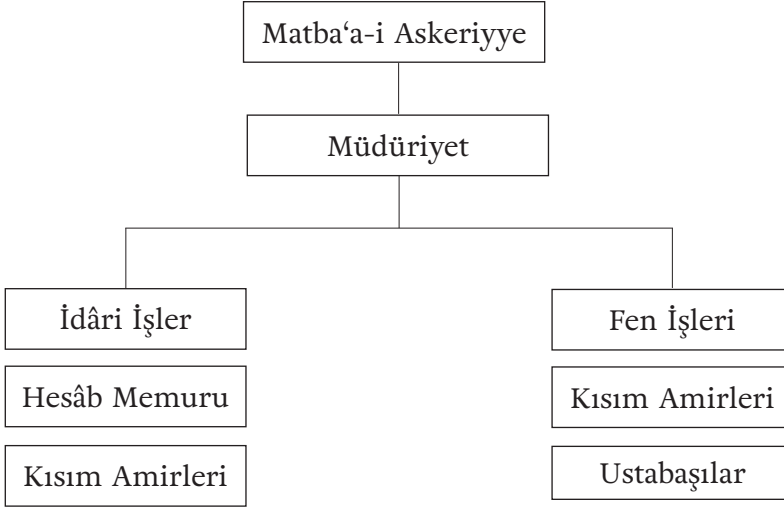 Matba‘a-i Askeriyye
Müdüriyet
İdâri İşler
Hesâb Memuru
Kısım Amirleri
Fen İşleri
Kısım Amirleri
Ustabaşılar